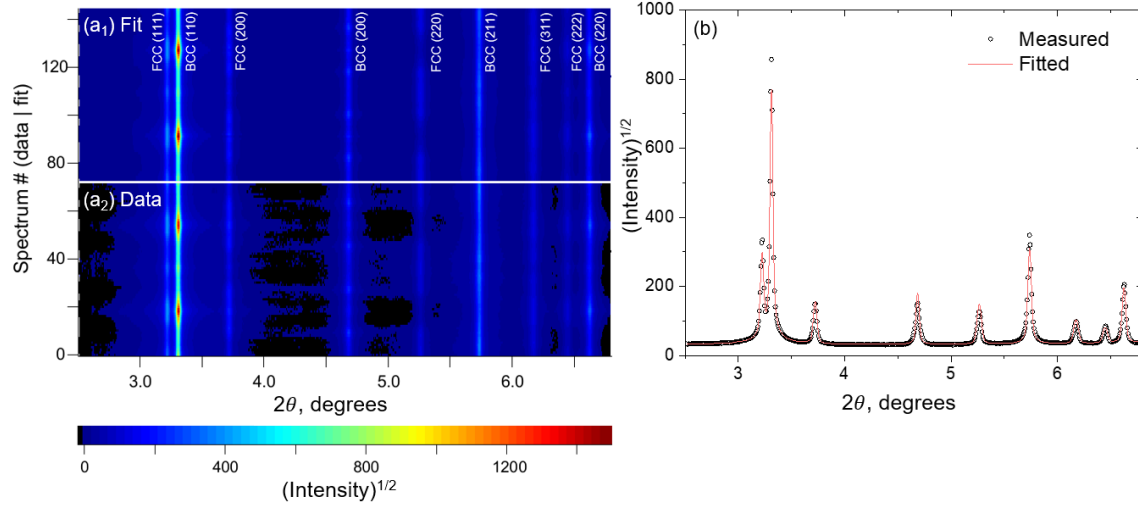 (a1) Fit
FCC (111)
BCC (110)
FCC (200)
BCC (200)
FCC (220)
BCC (211)
FCC (311)
FCC (222)
BCC (220)
(a2) Data
Spectrum # (data | fit)
120
80
40
0
3.0 4.0 5.0 6.0
2θ, degrees
0 400 800 1200
(Intensity)1/2
(b)
Measured
Fitted
(Intensity)1/2
1000
800
600
400
200
0
3 4 5 6
2θ, degrees